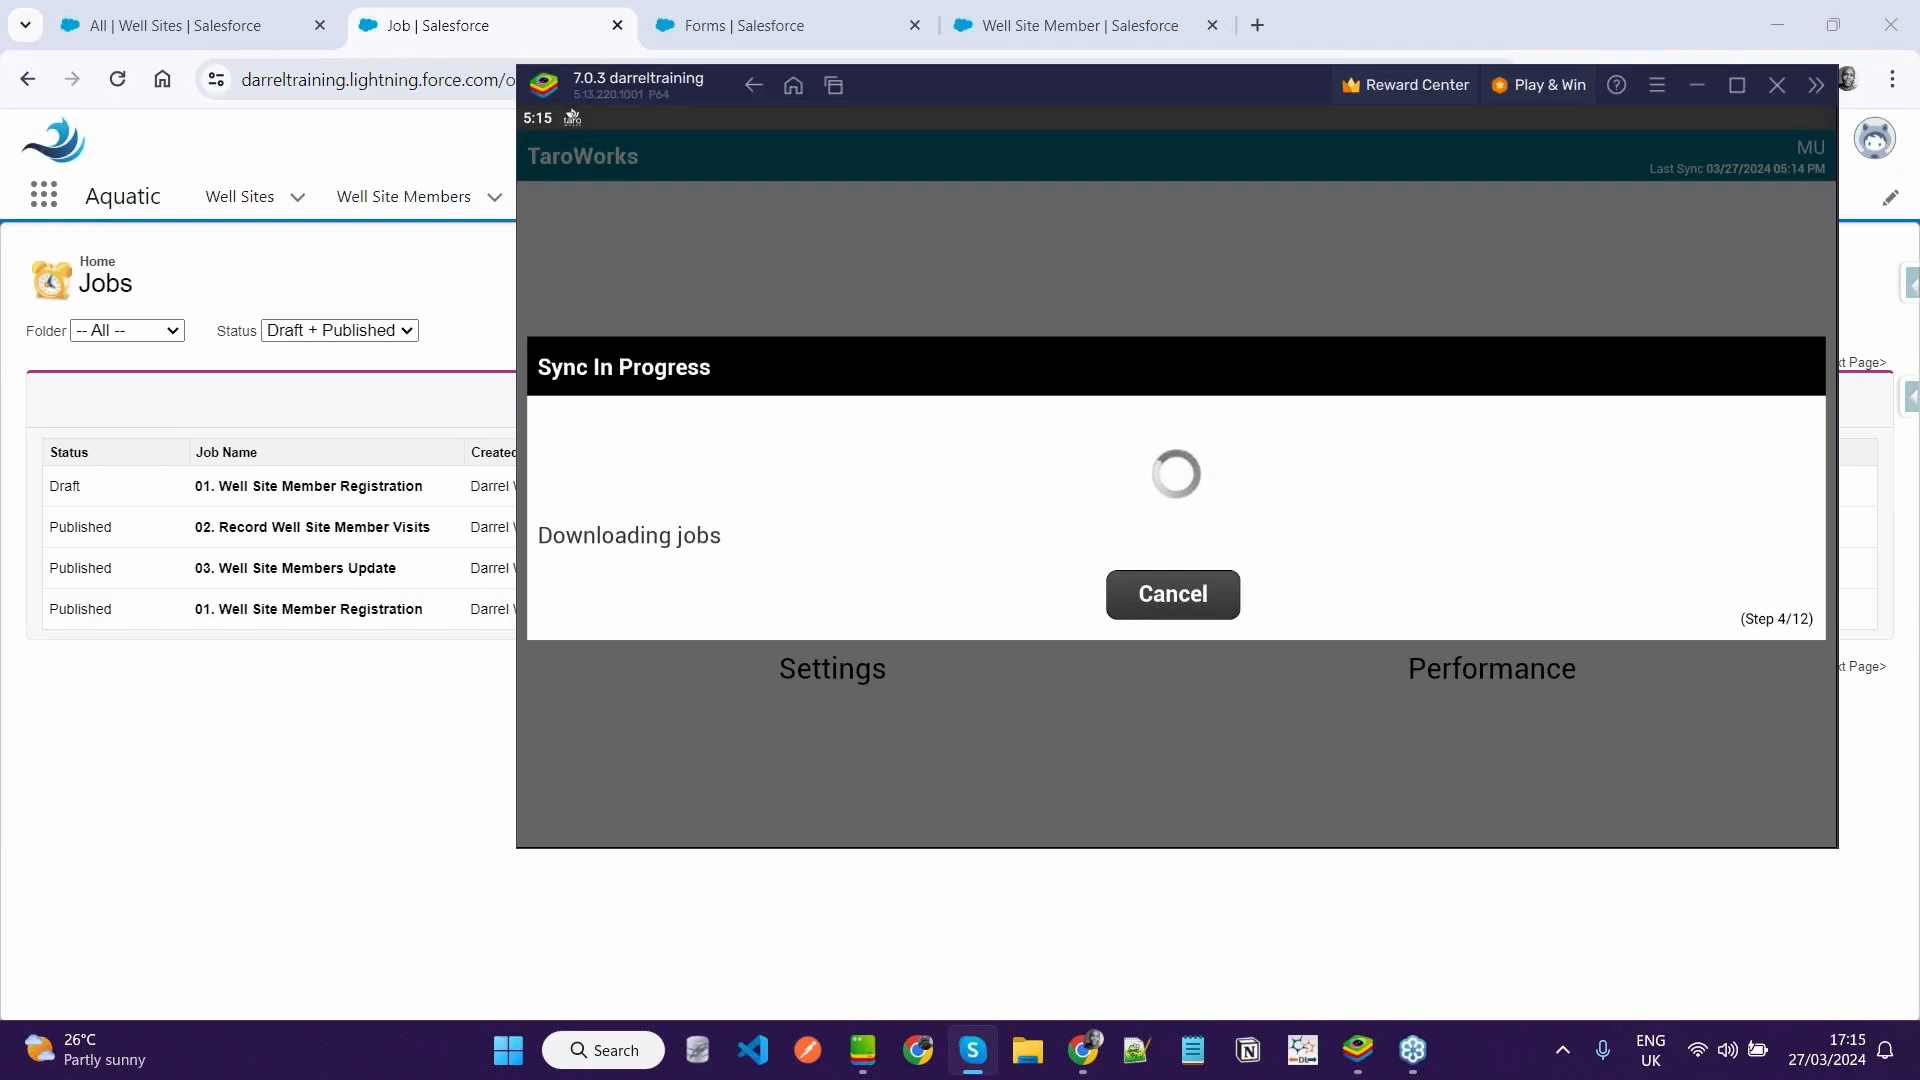 All | Well Sites | Salesforce
Job | Salesforce
Forms | Salesforce
Well Site Member | Salesforce
darreltraining.lightning.force.com/o
7.0.3 darreltraining
5.13.220.1001 P64
Reward Center
Play & Win
5:15
taro
TaroWorks
MU
Last Sync 03/27/2024 05:14 PM
Aquatic
Well Sites
Well Site Members
Home
Jobs
Folder
-- All --
Status
Draft + Published
xt Page>
Status
Job Name
Created
Draft
01. Well Site Member Registration
Darrel
Published
02. Record Well Site Member Visits
Darrel
Published
03. Well Site Members Update
Darrel
Published
01. Well Site Member Registration
Darrel
xt Page>
Sync In Progress
Downloading jobs
Cancel
(Step 4/12)
Settings
Performance
26°C
Partly sunny
Search
ENG
UK
17:15
27/03/2024